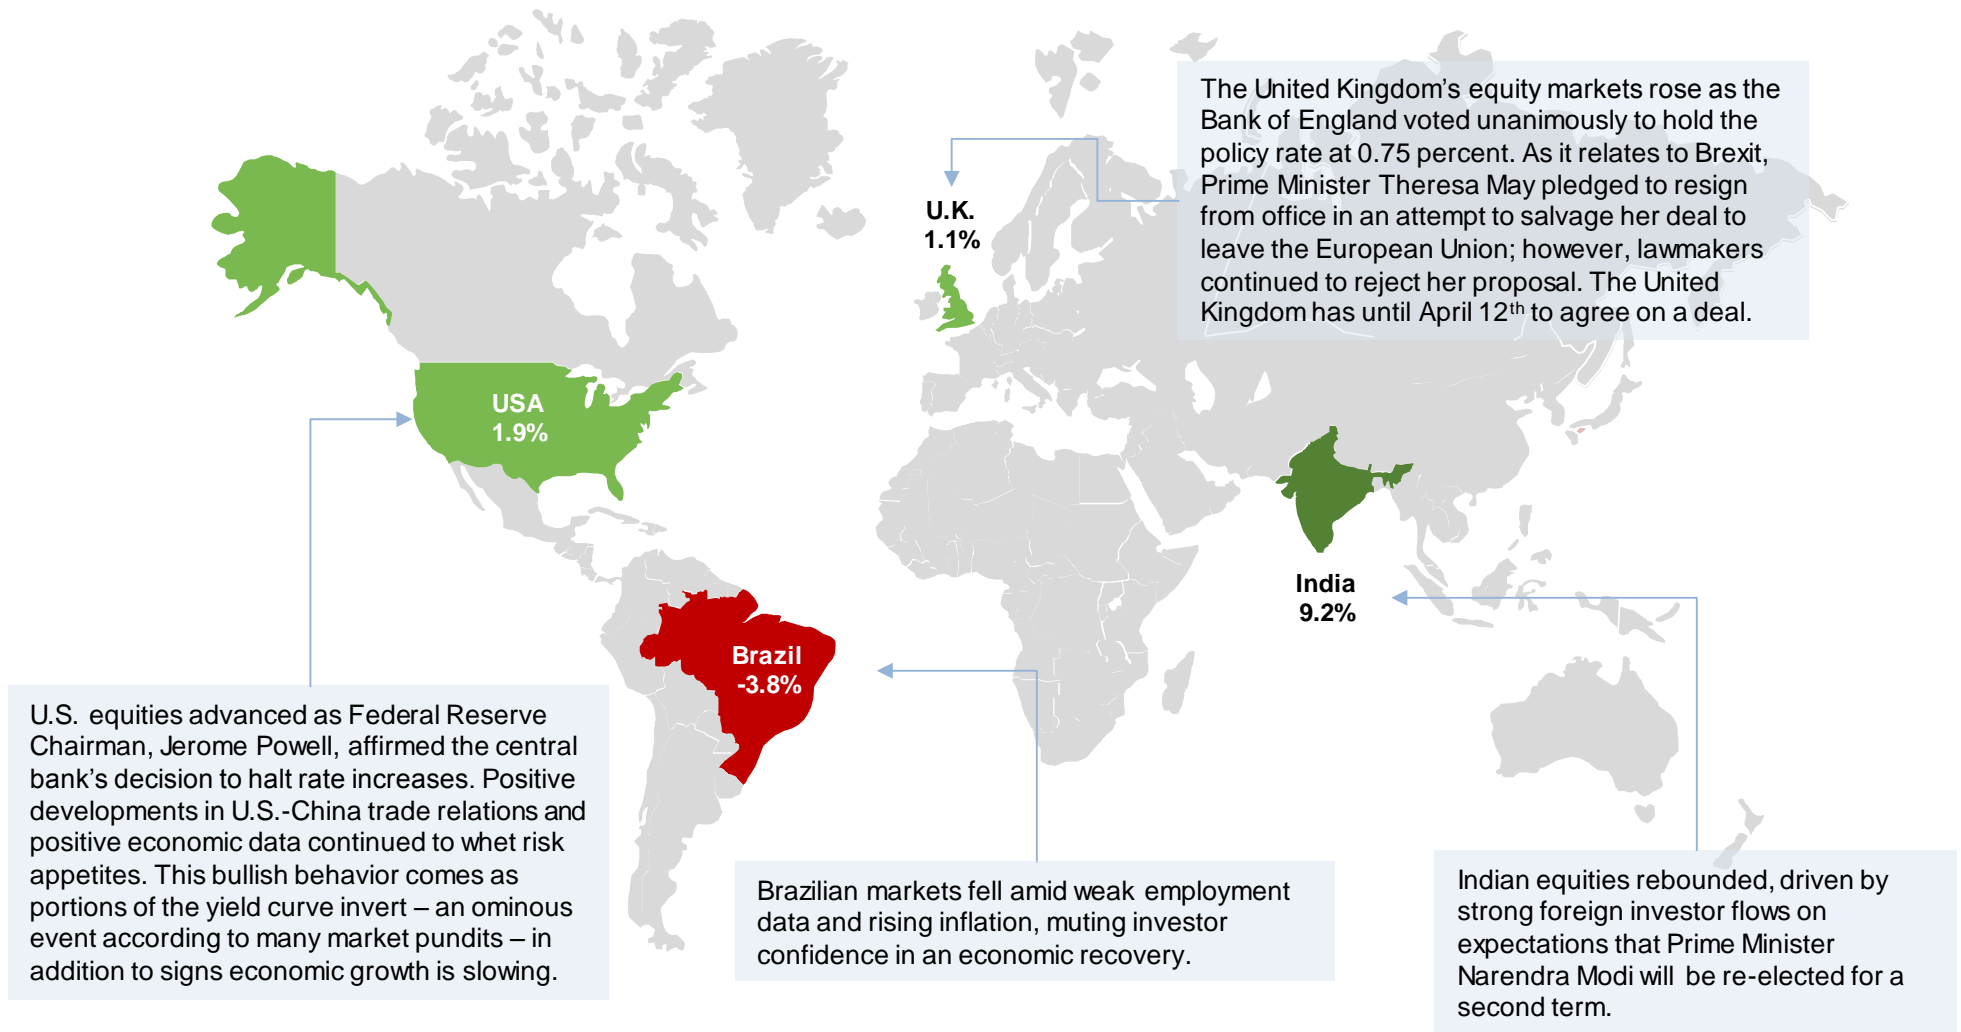 The United Kingdom’s equity markets rose as the
Bank of England voted unanimously to hold the
policy rate at 0.75 percent. As it relates to Brexit,
Prime Minister Theresa May pledged to resign
from office in an attempt to salvage her deal to
leave the European Union; however, lawmakers
continued to reject her proposal. The United
Kingdom has until April 12th to agree on a deal.
U.K.
1.1%
USA
1.9%
India
9.2%
Brazil
-3.8%
U.S. equities advanced as Federal Reserve
Chairman, Jerome Powell, affirmed the central
bank’s decision to halt rate increases. Positive
developments in U.S.-China trade relations and
positive economic data continued to whet risk
appetites. This bullish behavior comes as
portions of the yield curve invert – an ominous
event according to many market pundits – in
addition to signs economic growth is slowing.
Brazilian markets fell amid weak employment
data and rising inflation, muting investor
confidence in an economic recovery.
Indian equities rebounded, driven by
strong foreign investor flows on
expectations that Prime Minister
Narendra Modi will be re-elected for a
second term.